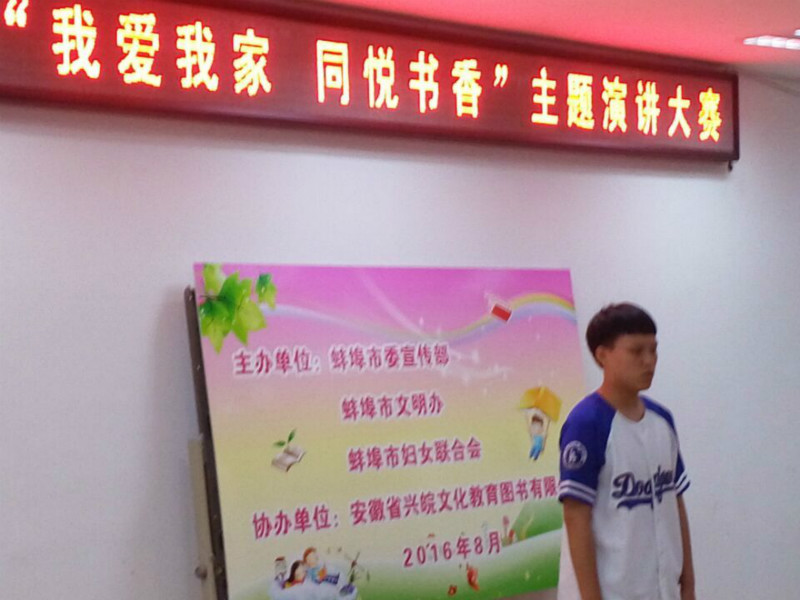 “我爱我家 同悦书香”主题演讲大赛
主办单位：蚌埠市委宣传部
蚌埠市文明办
蚌埠市妇女联合会
协办单位：安徽省兴皖文化教育图书有限
2016年8月